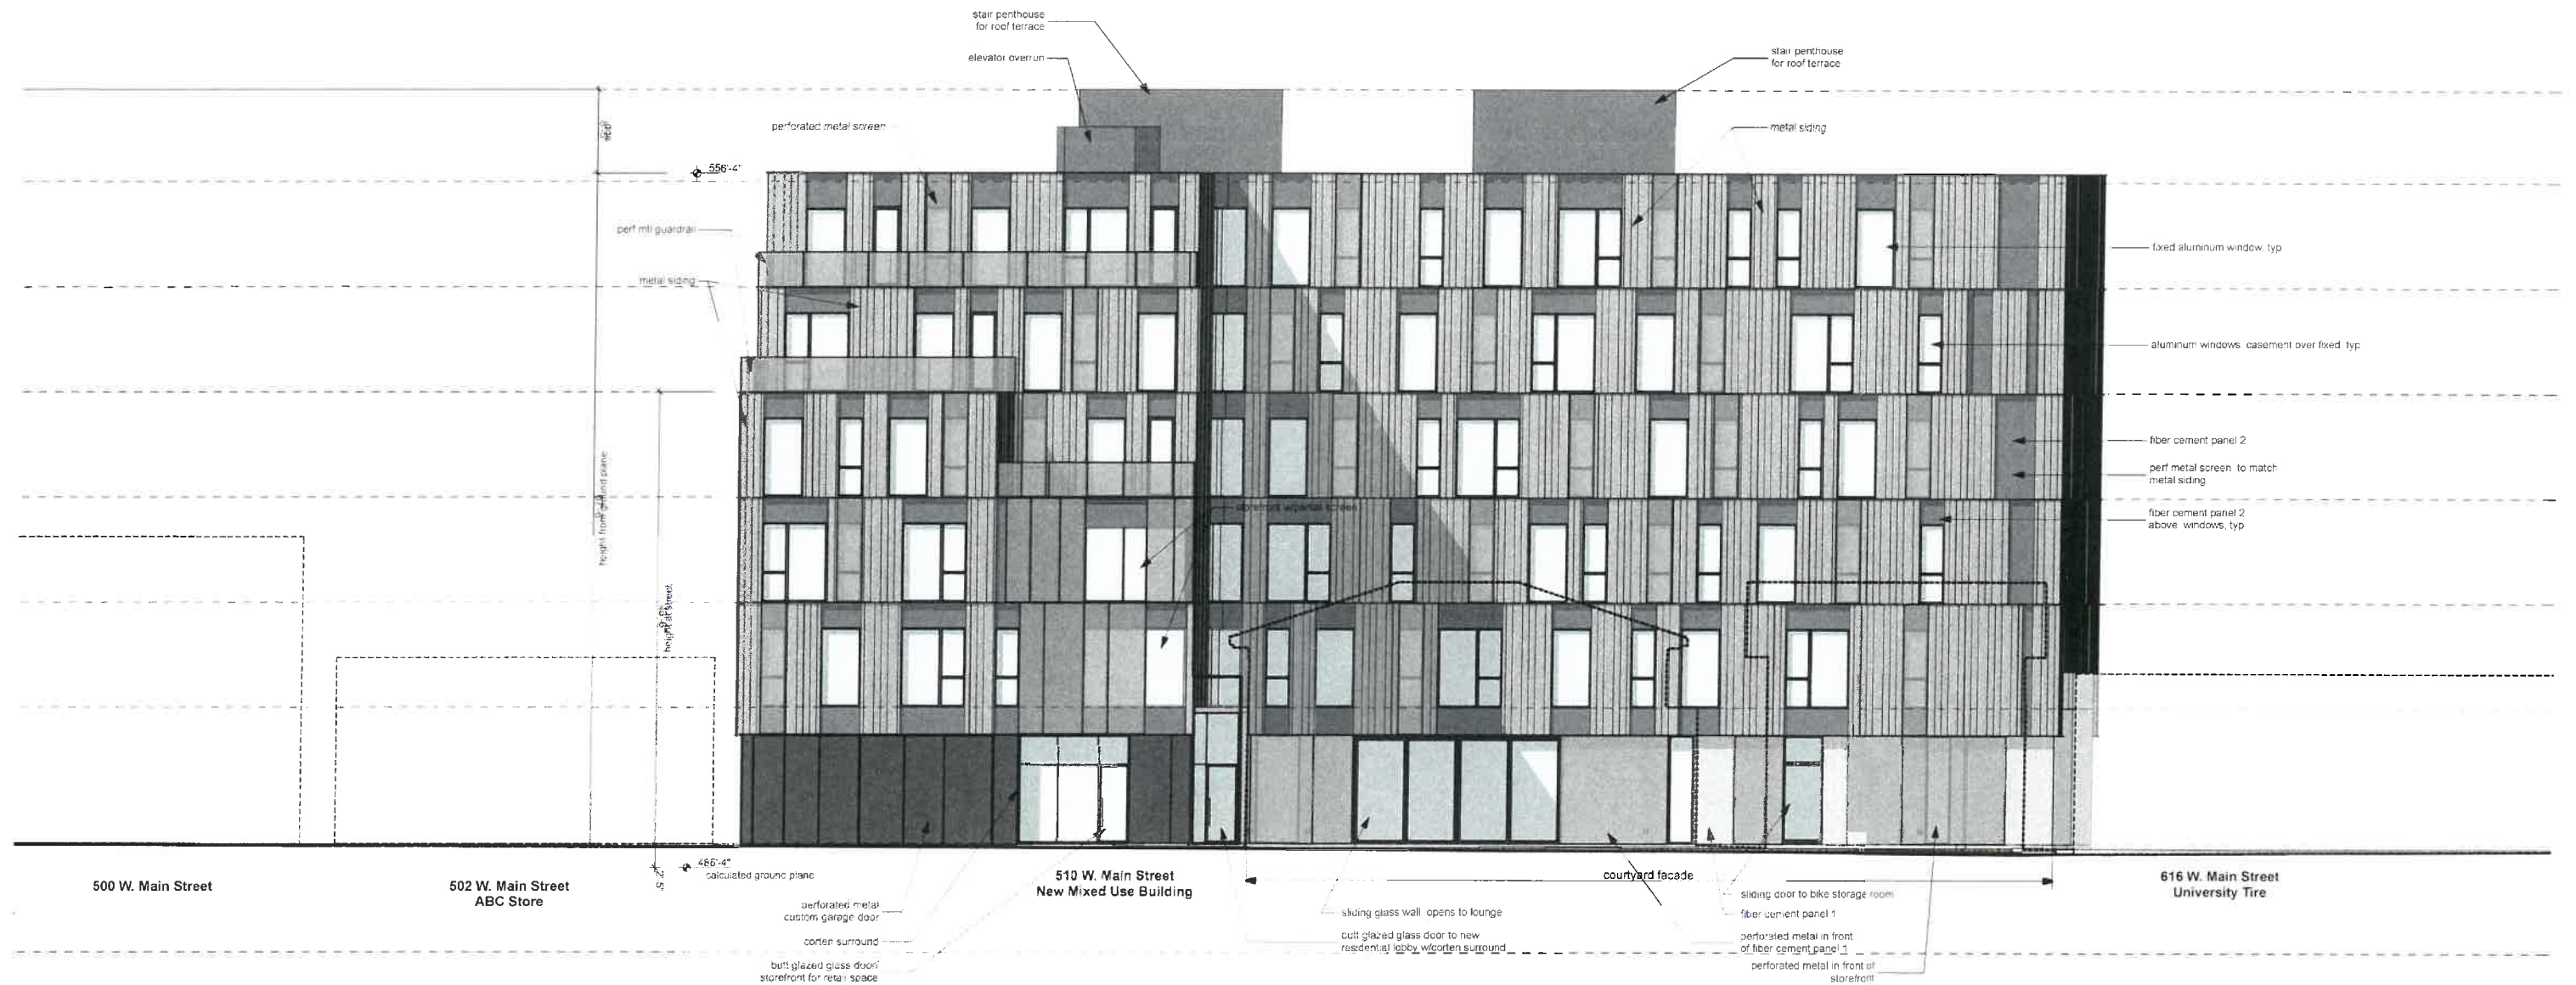 stair penthouse
for roof terrace
elevator overrun
stair penthouse
for roof terrace
perforated metal screen
metal siding
556'-4"
perf mtl guardrail
metal siding
fixed aluminum window, typ
aluminum windows, casement over fixed typ
fiber cement panel 2
perf metal screen to match
metal siding
storefront w/partial screen
fiber cement panel 2
above windows, typ
height from ground plane
height at street
486'-4"
calculated ground plane
500 W. Main Street
502 W. Main Street
ABC Store
510 W. Main Street
New Mixed Use Building
courtyard facade
616 W. Main Street
University Tire
perforated metal
custom garage door
corten surround
butt glazed glass door/
storefront for retail space
sliding glass wall opens to lounge
butt glazed glass door to new
residential lobby w/corten surround
sliding door to bike storage room
fiber cement panel 1
perforated metal in front
of fiber cement panel 1
perforated metal in front of
storefront